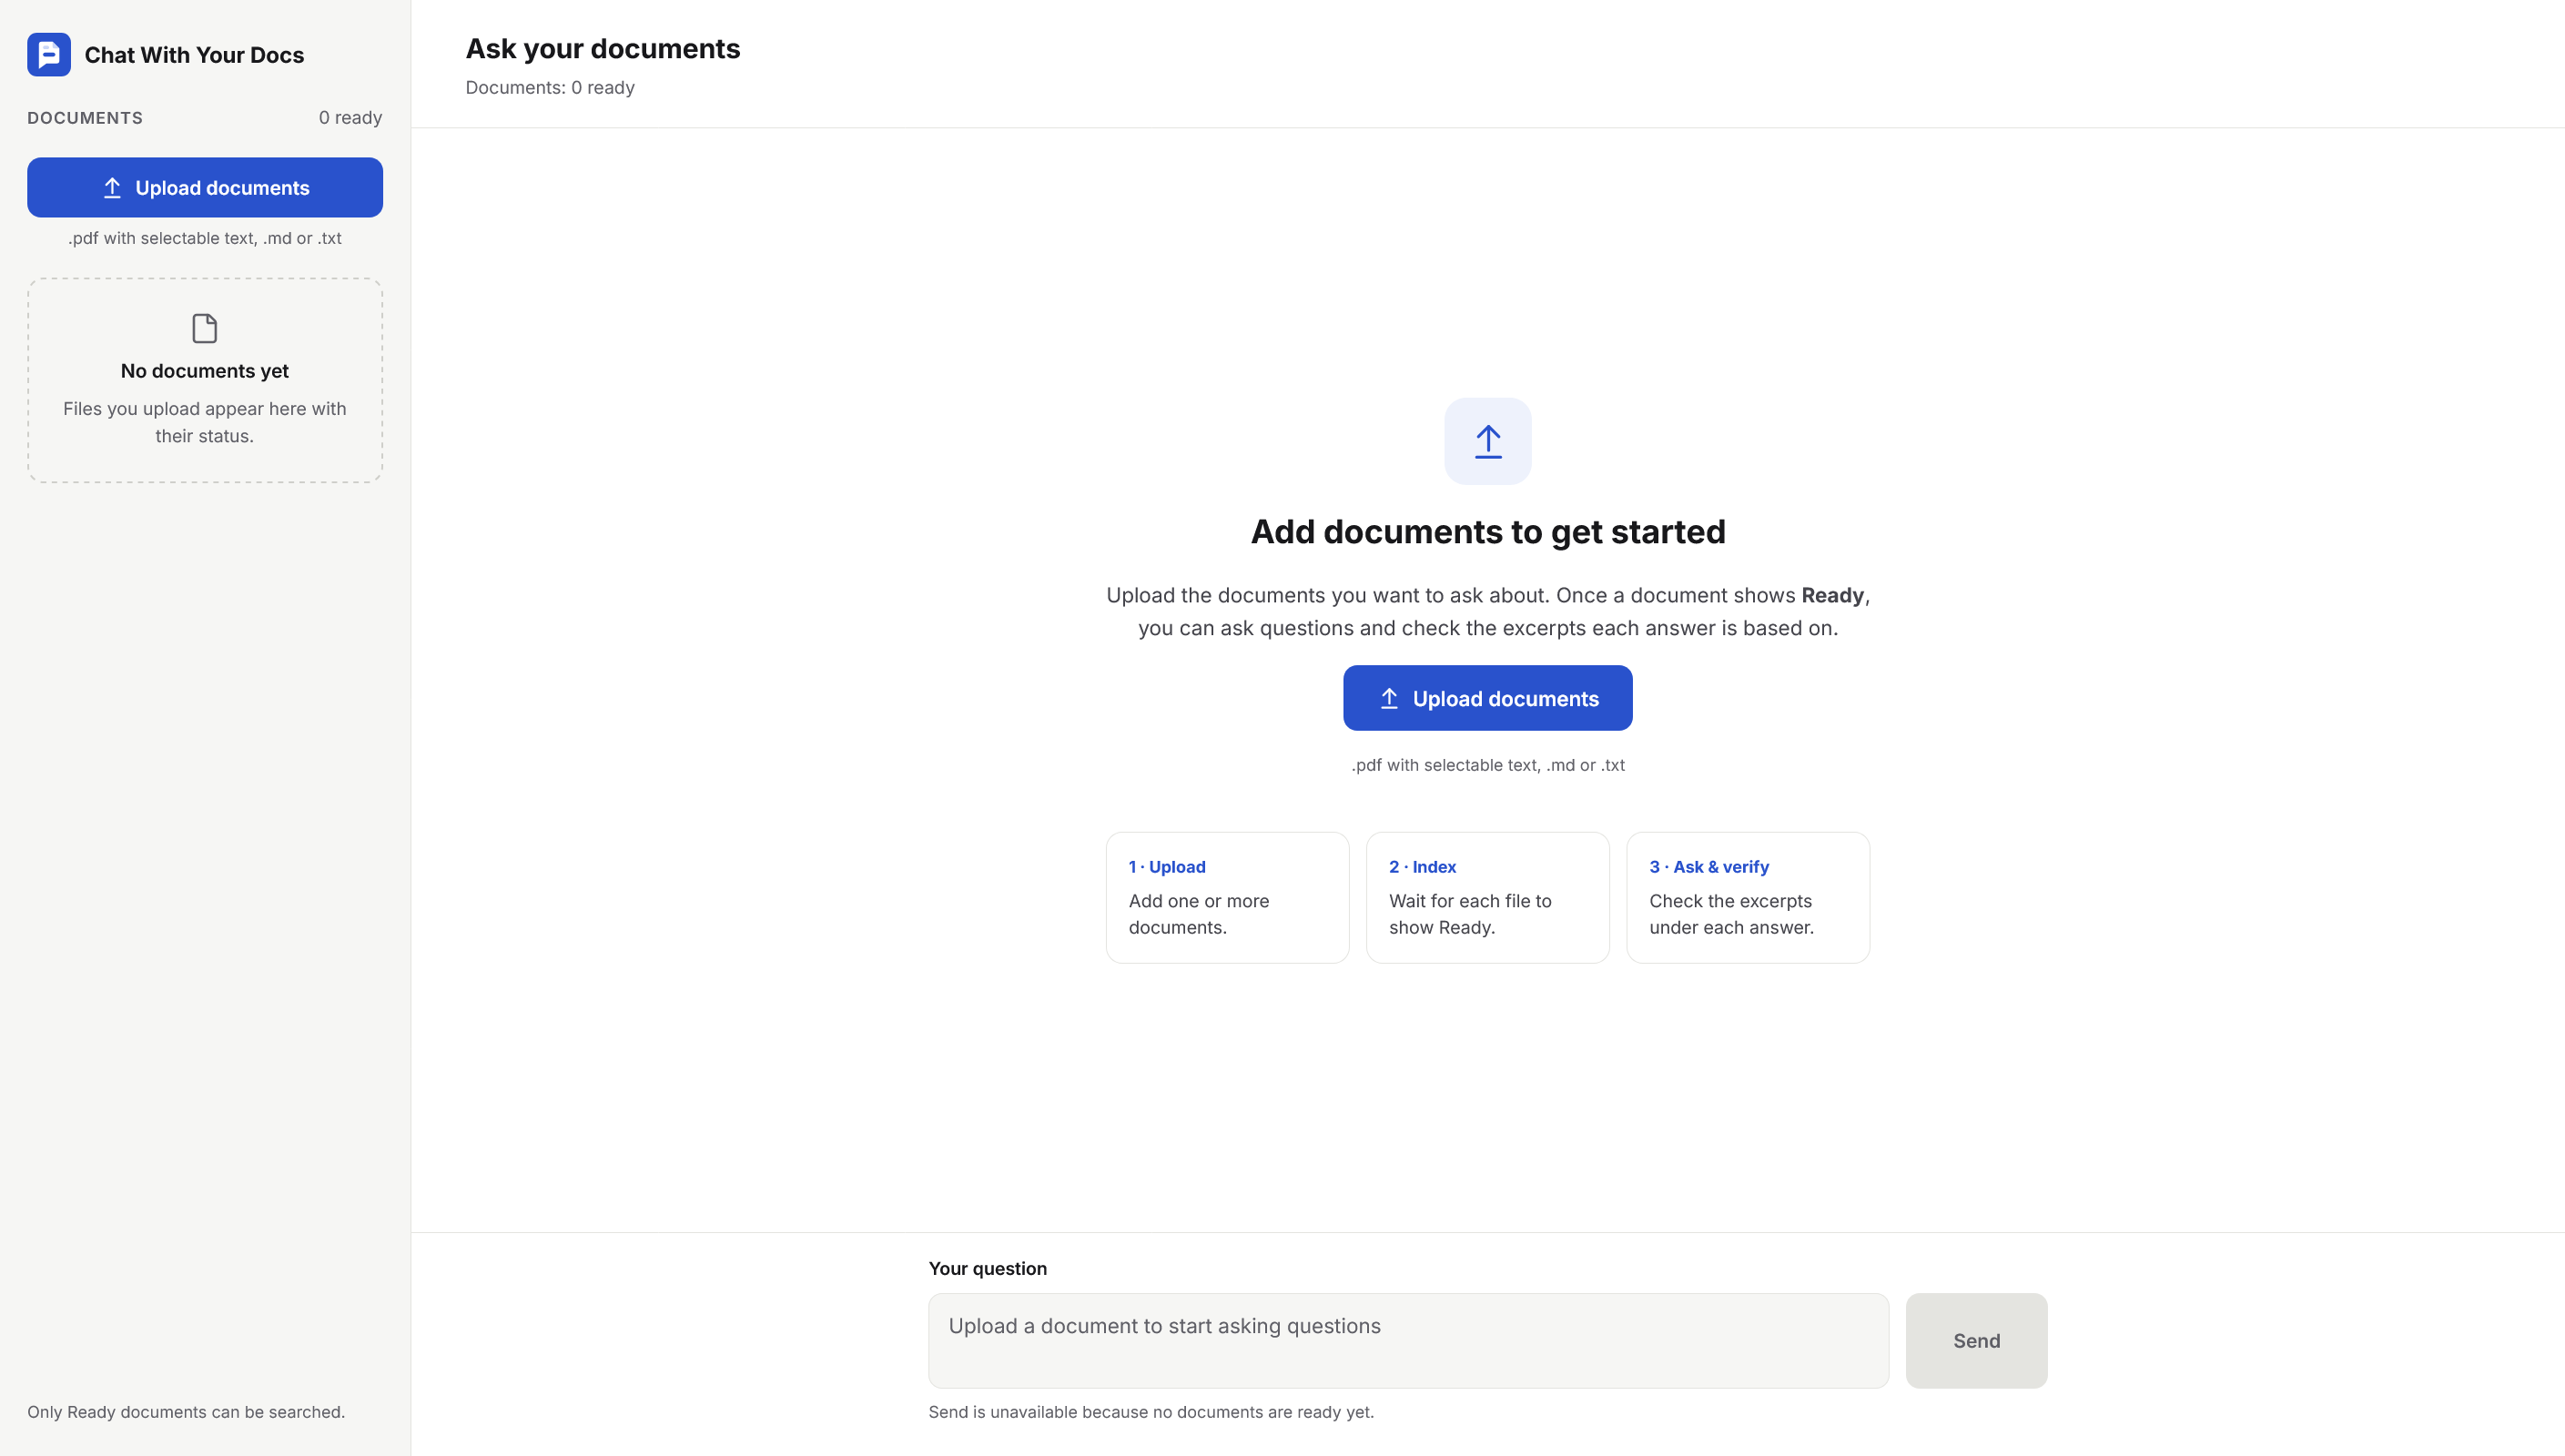 Chat With Your Docs
DOCUMENTS
0 ready
Upload documents
.pdf with selectable text, .md or .txt
No documents yet
Files you upload appear here with
their status.
Only Ready documents can be searched.
Ask your documents
Documents: 0 ready
Add documents to get started
Upload the documents you want to ask about. Once a document shows Ready,
you can ask questions and check the excerpts each answer is based on.
Upload documents
.pdf with selectable text, .md or .txt
1 · Upload
Add one or more
documents.
2 · Index
Wait for each file to
show Ready.
3 · Ask & verify
Check the excerpts
under each answer.
Your question
Upload a document to start asking questions
Send
Send is unavailable because no documents are ready yet.